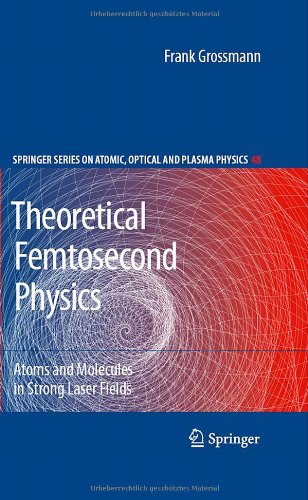 Urheberrechtlich geschütztes Material
Frank Grossmann
SPRINGER SERIES ON ATOMIC, OPTICAL AND PLASMA PHYSICS 48
Theoretical
Femtosecond
Physics
Atoms and Molecules
in Strong Laser Fields
Springer
Urheberrechtlich geschütztes Material